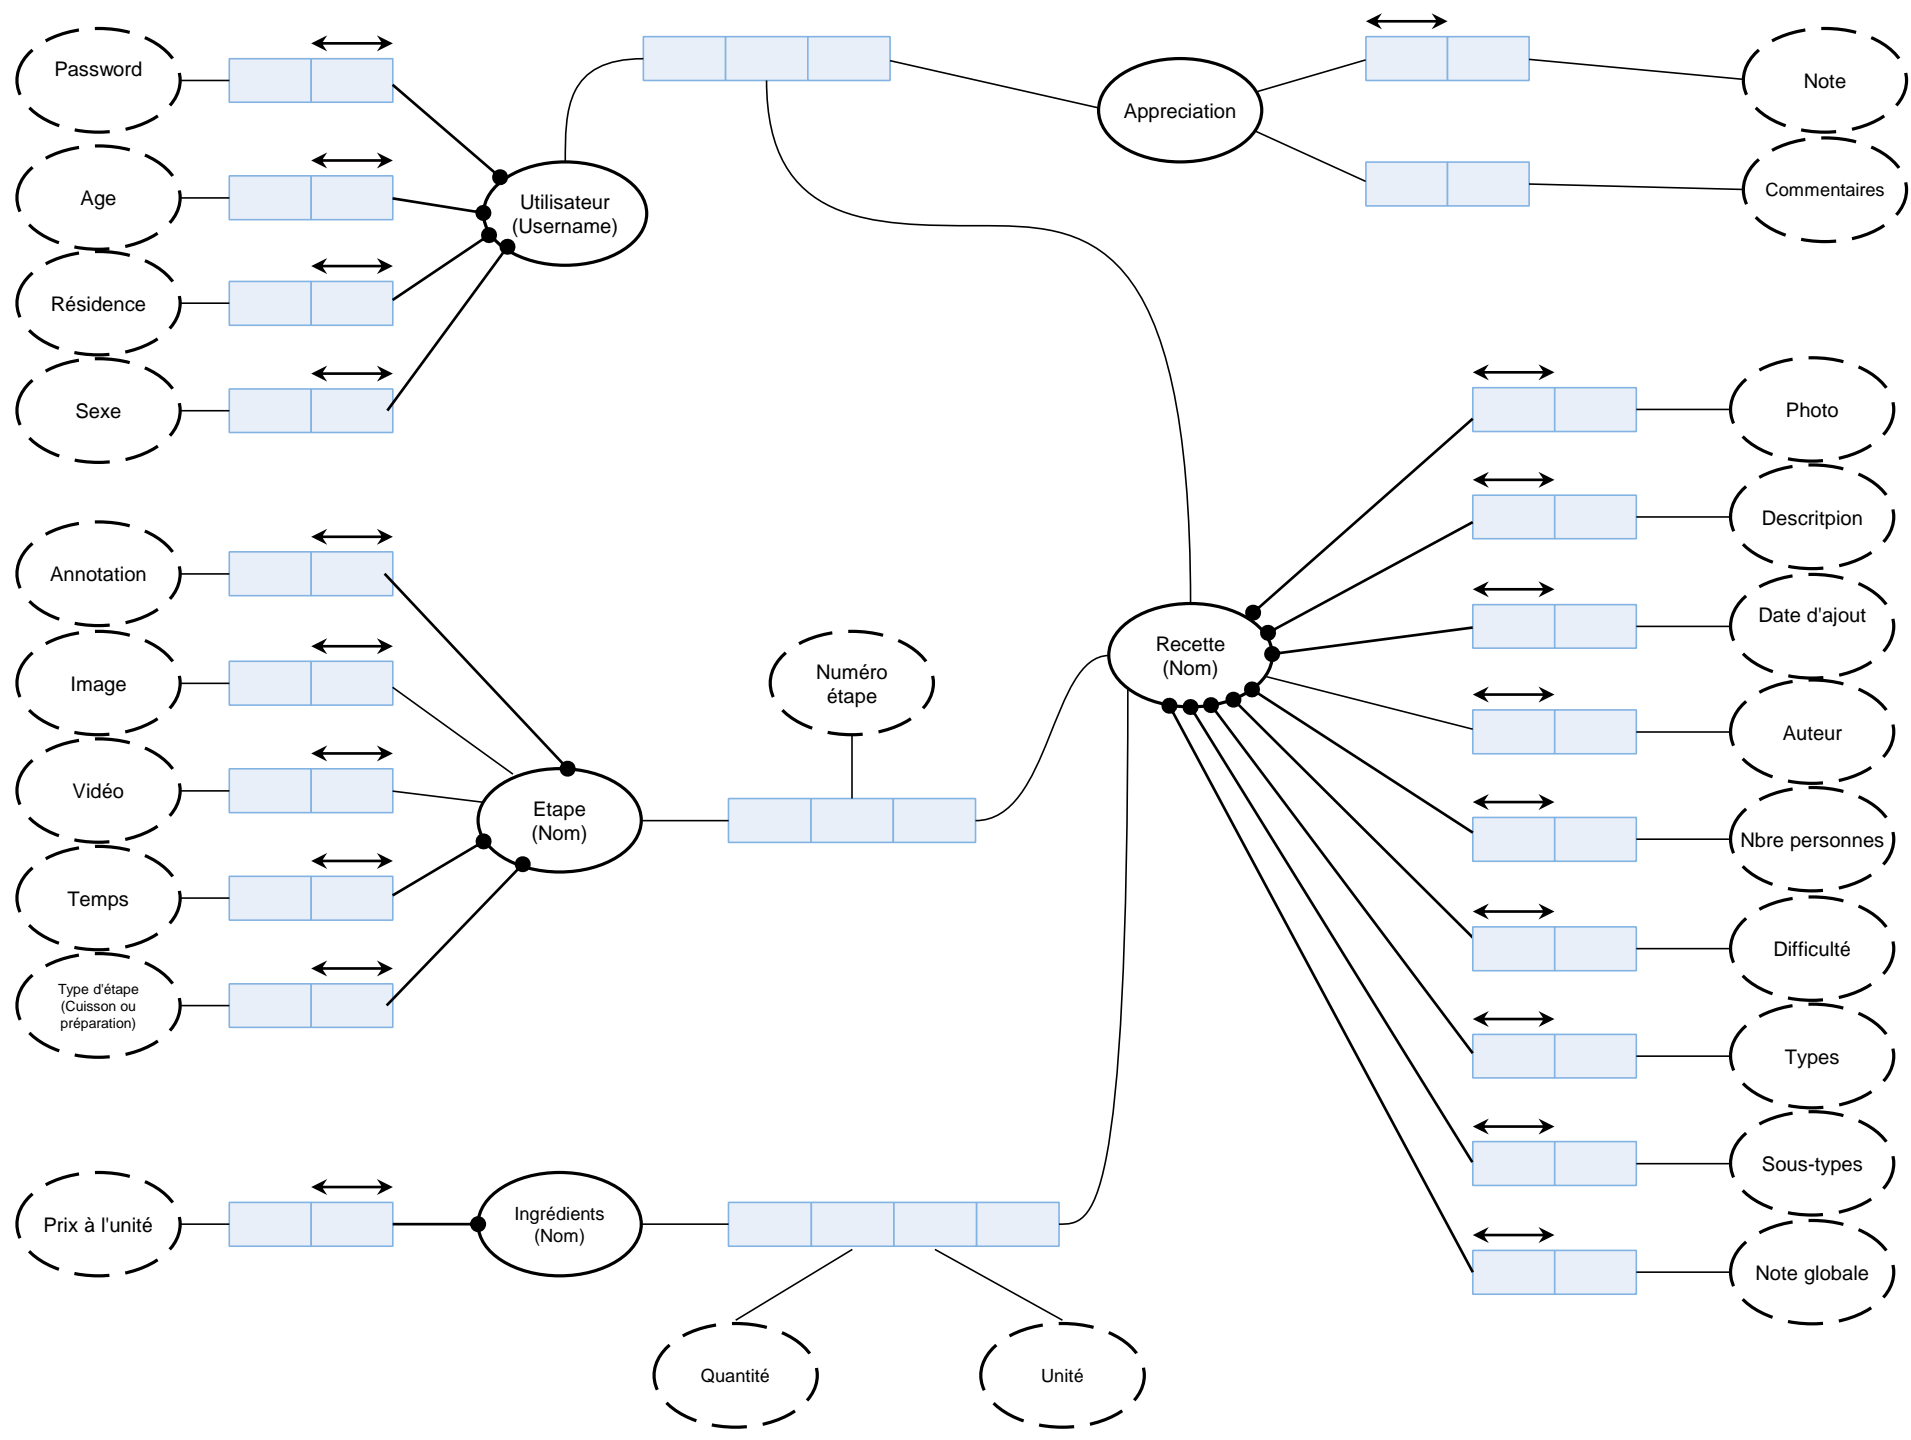 Password
Age
Résidence
Sexe
Utilisateur
(Username)
Appreciation
Note
Commentaires
Annotation
Image
Vidéo
Temps
Type d'étape
(Cuisson ou
préparation)
Etape
(Nom)
Numéro
étape
Recette
(Nom)
Photo
Descritpion
Date d'ajout
Auteur
Nbre personnes
Difficulté
Types
Sous-types
Note globale
Prix à l'unité
Ingrédients
(Nom)
Quantité
Unité